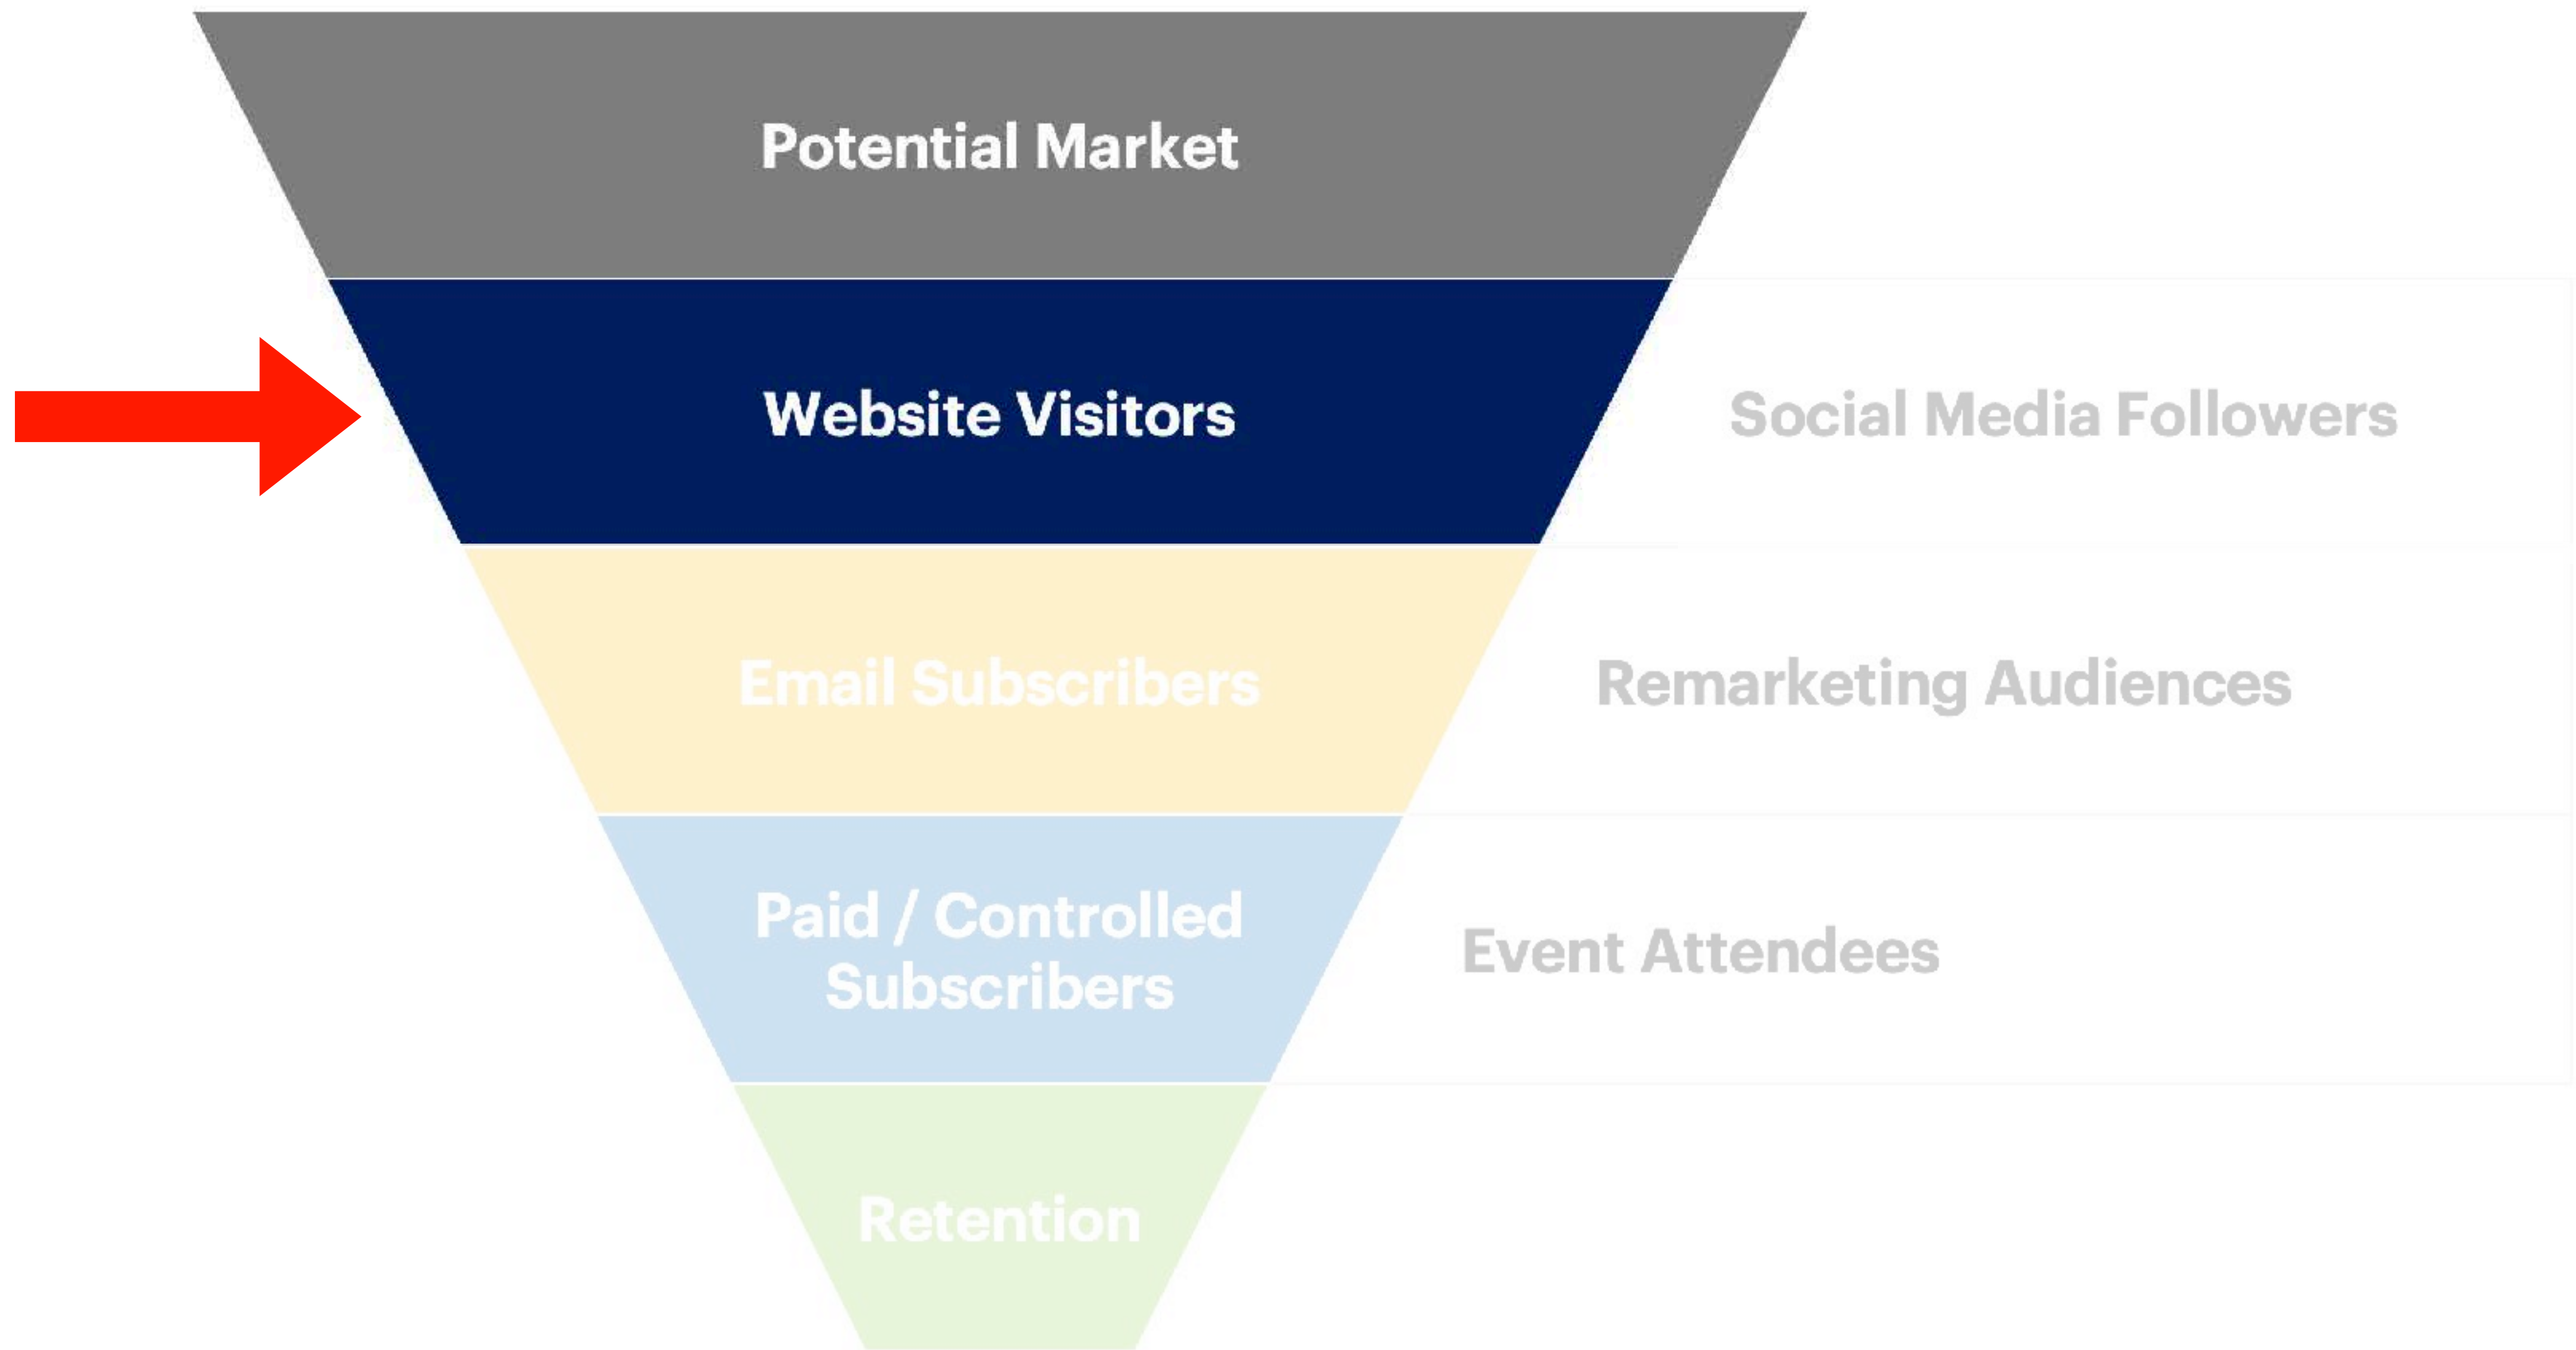 Potential Market
Website Visitors
Social Media Followers
Email Subscribers
Remarketing Audiences
Paid / Controlled
Subscribers
Event Attendees
Retention